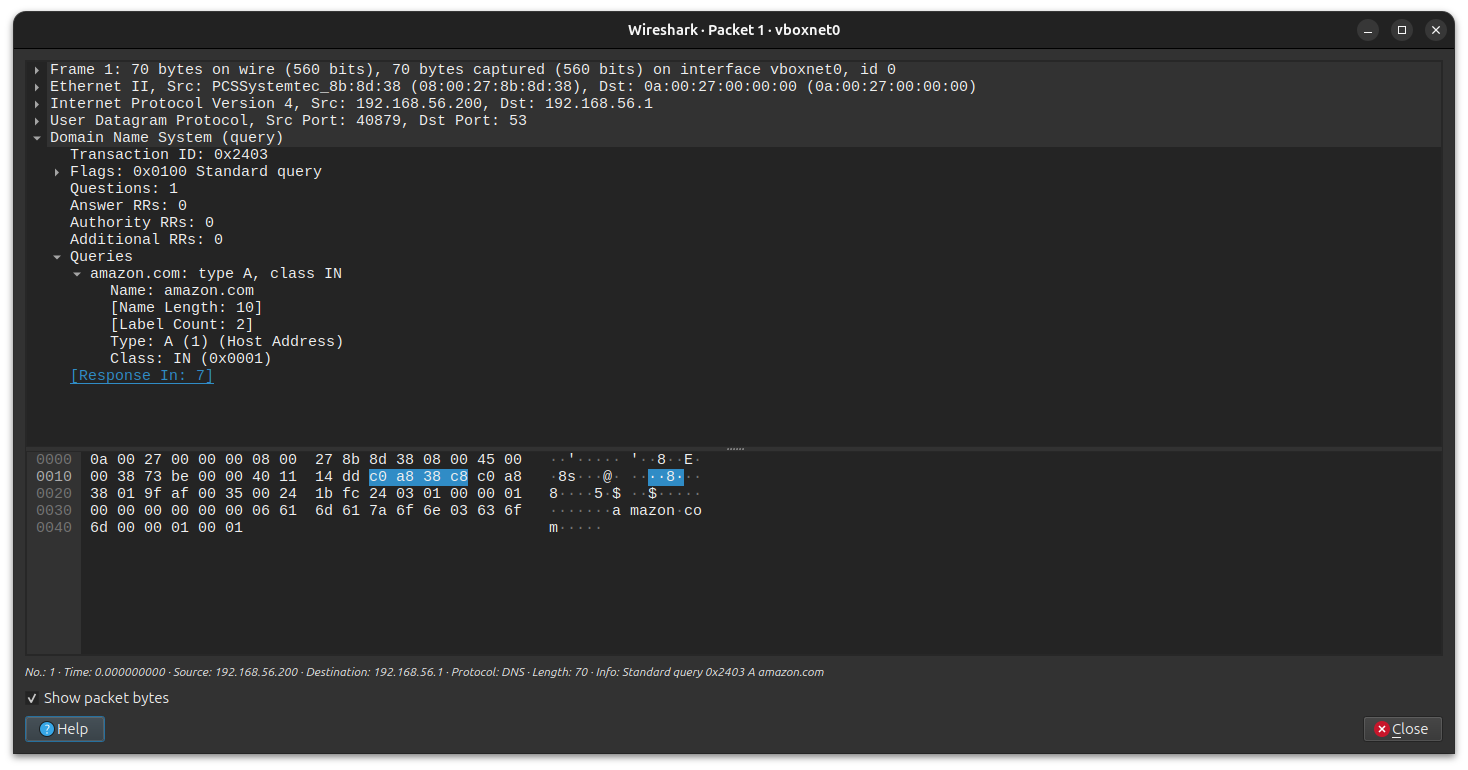 Wireshark · Packet 1 · vboxnet0
Frame 1: 70 bytes on wire (560 bits), 70 bytes captured (560 bits) on interface vboxnet0, id 0
Ethernet II, Src: PCSSystemtec_8b:8d:38 (08:00:27:8b:8d:38), Dst: 0a:00:27:00:00:00 (0a:00:27:00:00:00)
Internet Protocol Version 4, Src: 192.168.56.200, Dst: 192.168.56.1
User Datagram Protocol, Src Port: 40879, Dst Port: 53
Domain Name System (query)
Transaction ID: 0x2403
Flags: 0x0100 Standard query
Questions: 1
Answer RRs: 0
Authority RRs: 0
Additional RRs: 0
Queries
amazon.com: type A, class IN
Name: amazon.com
[Name Length: 10]
[Label Count: 2]
Type: A (1) (Host Address)
Class: IN (0x0001)
[Response In: 7]
0000 0a 00 27 00 00 00 08 00 27 8b 8d 38 08 00 45 00 ··'····· '··8··E·
0010 00 38 73 be 00 00 40 11 14 dd c0 a8 38 c8 c0 a8 ·8s···@· ····8···
0020 38 01 9f af 00 35 00 24 1b fc 24 03 01 00 00 01 8····5·$ ··$·····
0030 00 00 00 00 00 00 06 61 6d 61 7a 6f 6e 03 63 6f ·······a mazon·co
0040 6d 00 00 01 00 01 m·····
No.: 1 · Time: 0.000000000 · Source: 192.168.56.200 · Destination: 192.168.56.1 · Protocol: DNS · Length: 70 · Info: Standard query 0x2403 A amazon.com
Show packet bytes
Help
Close